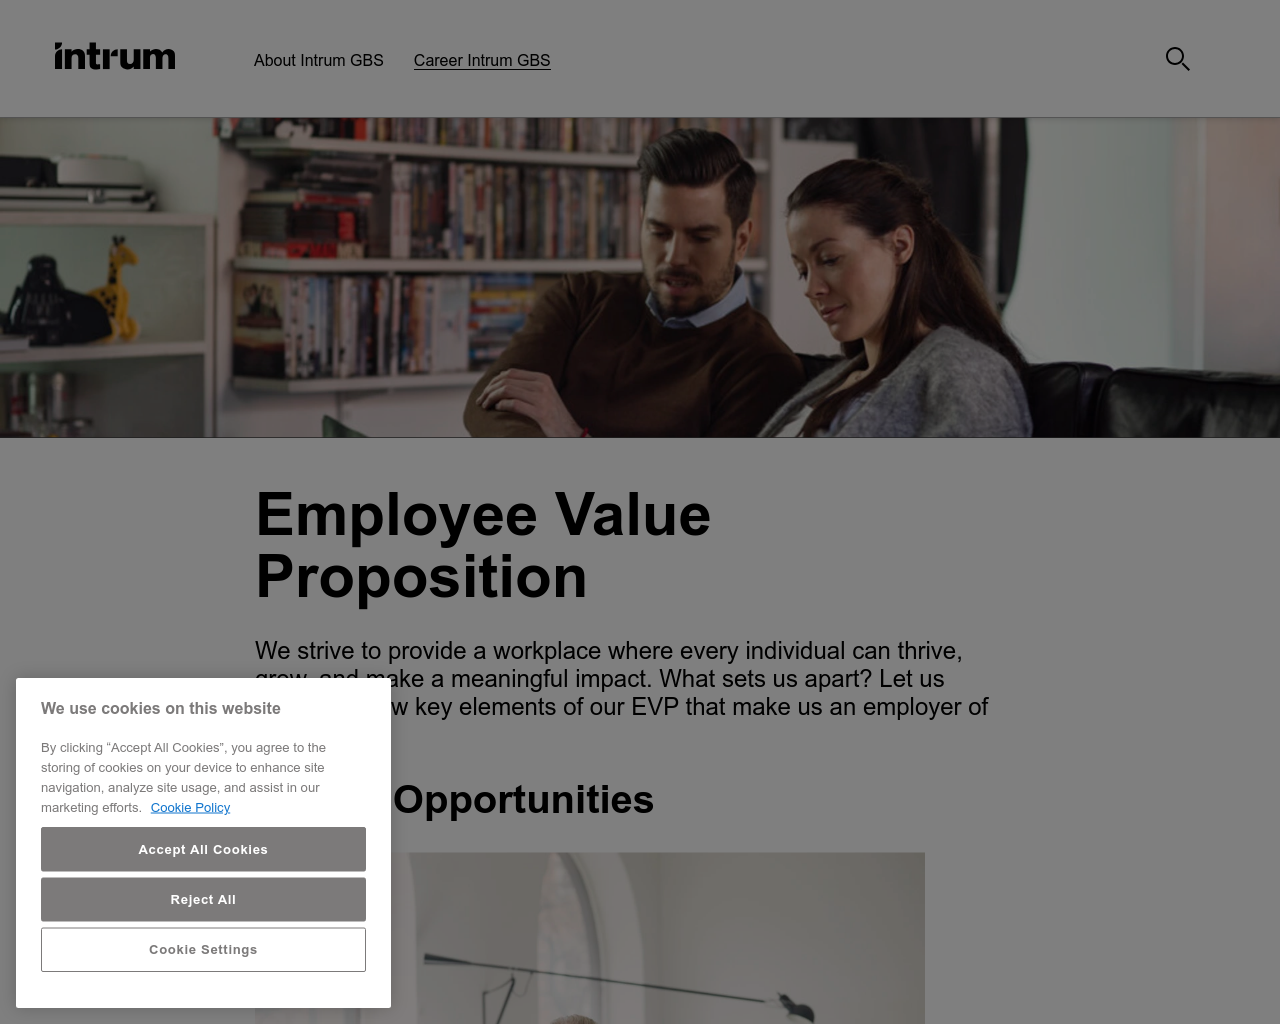 intrum
About Intrum GBS
Career Intrum GBS
Employee Value
Proposition
We strive to provide a workplace where every individual can thrive,
make a meaningful impact. What sets us apart? Let us
key elements of our EVP that make us an employer of
Opportunities
We use cookies on this website
By clicking “Accept All Cookies”, you agree to the
storing of cookies on your device to enhance site
navigation, analyze site usage, and assist in our
marketing efforts. Cookie Policy
Accept All Cookies
Reject All
Cookie Settings